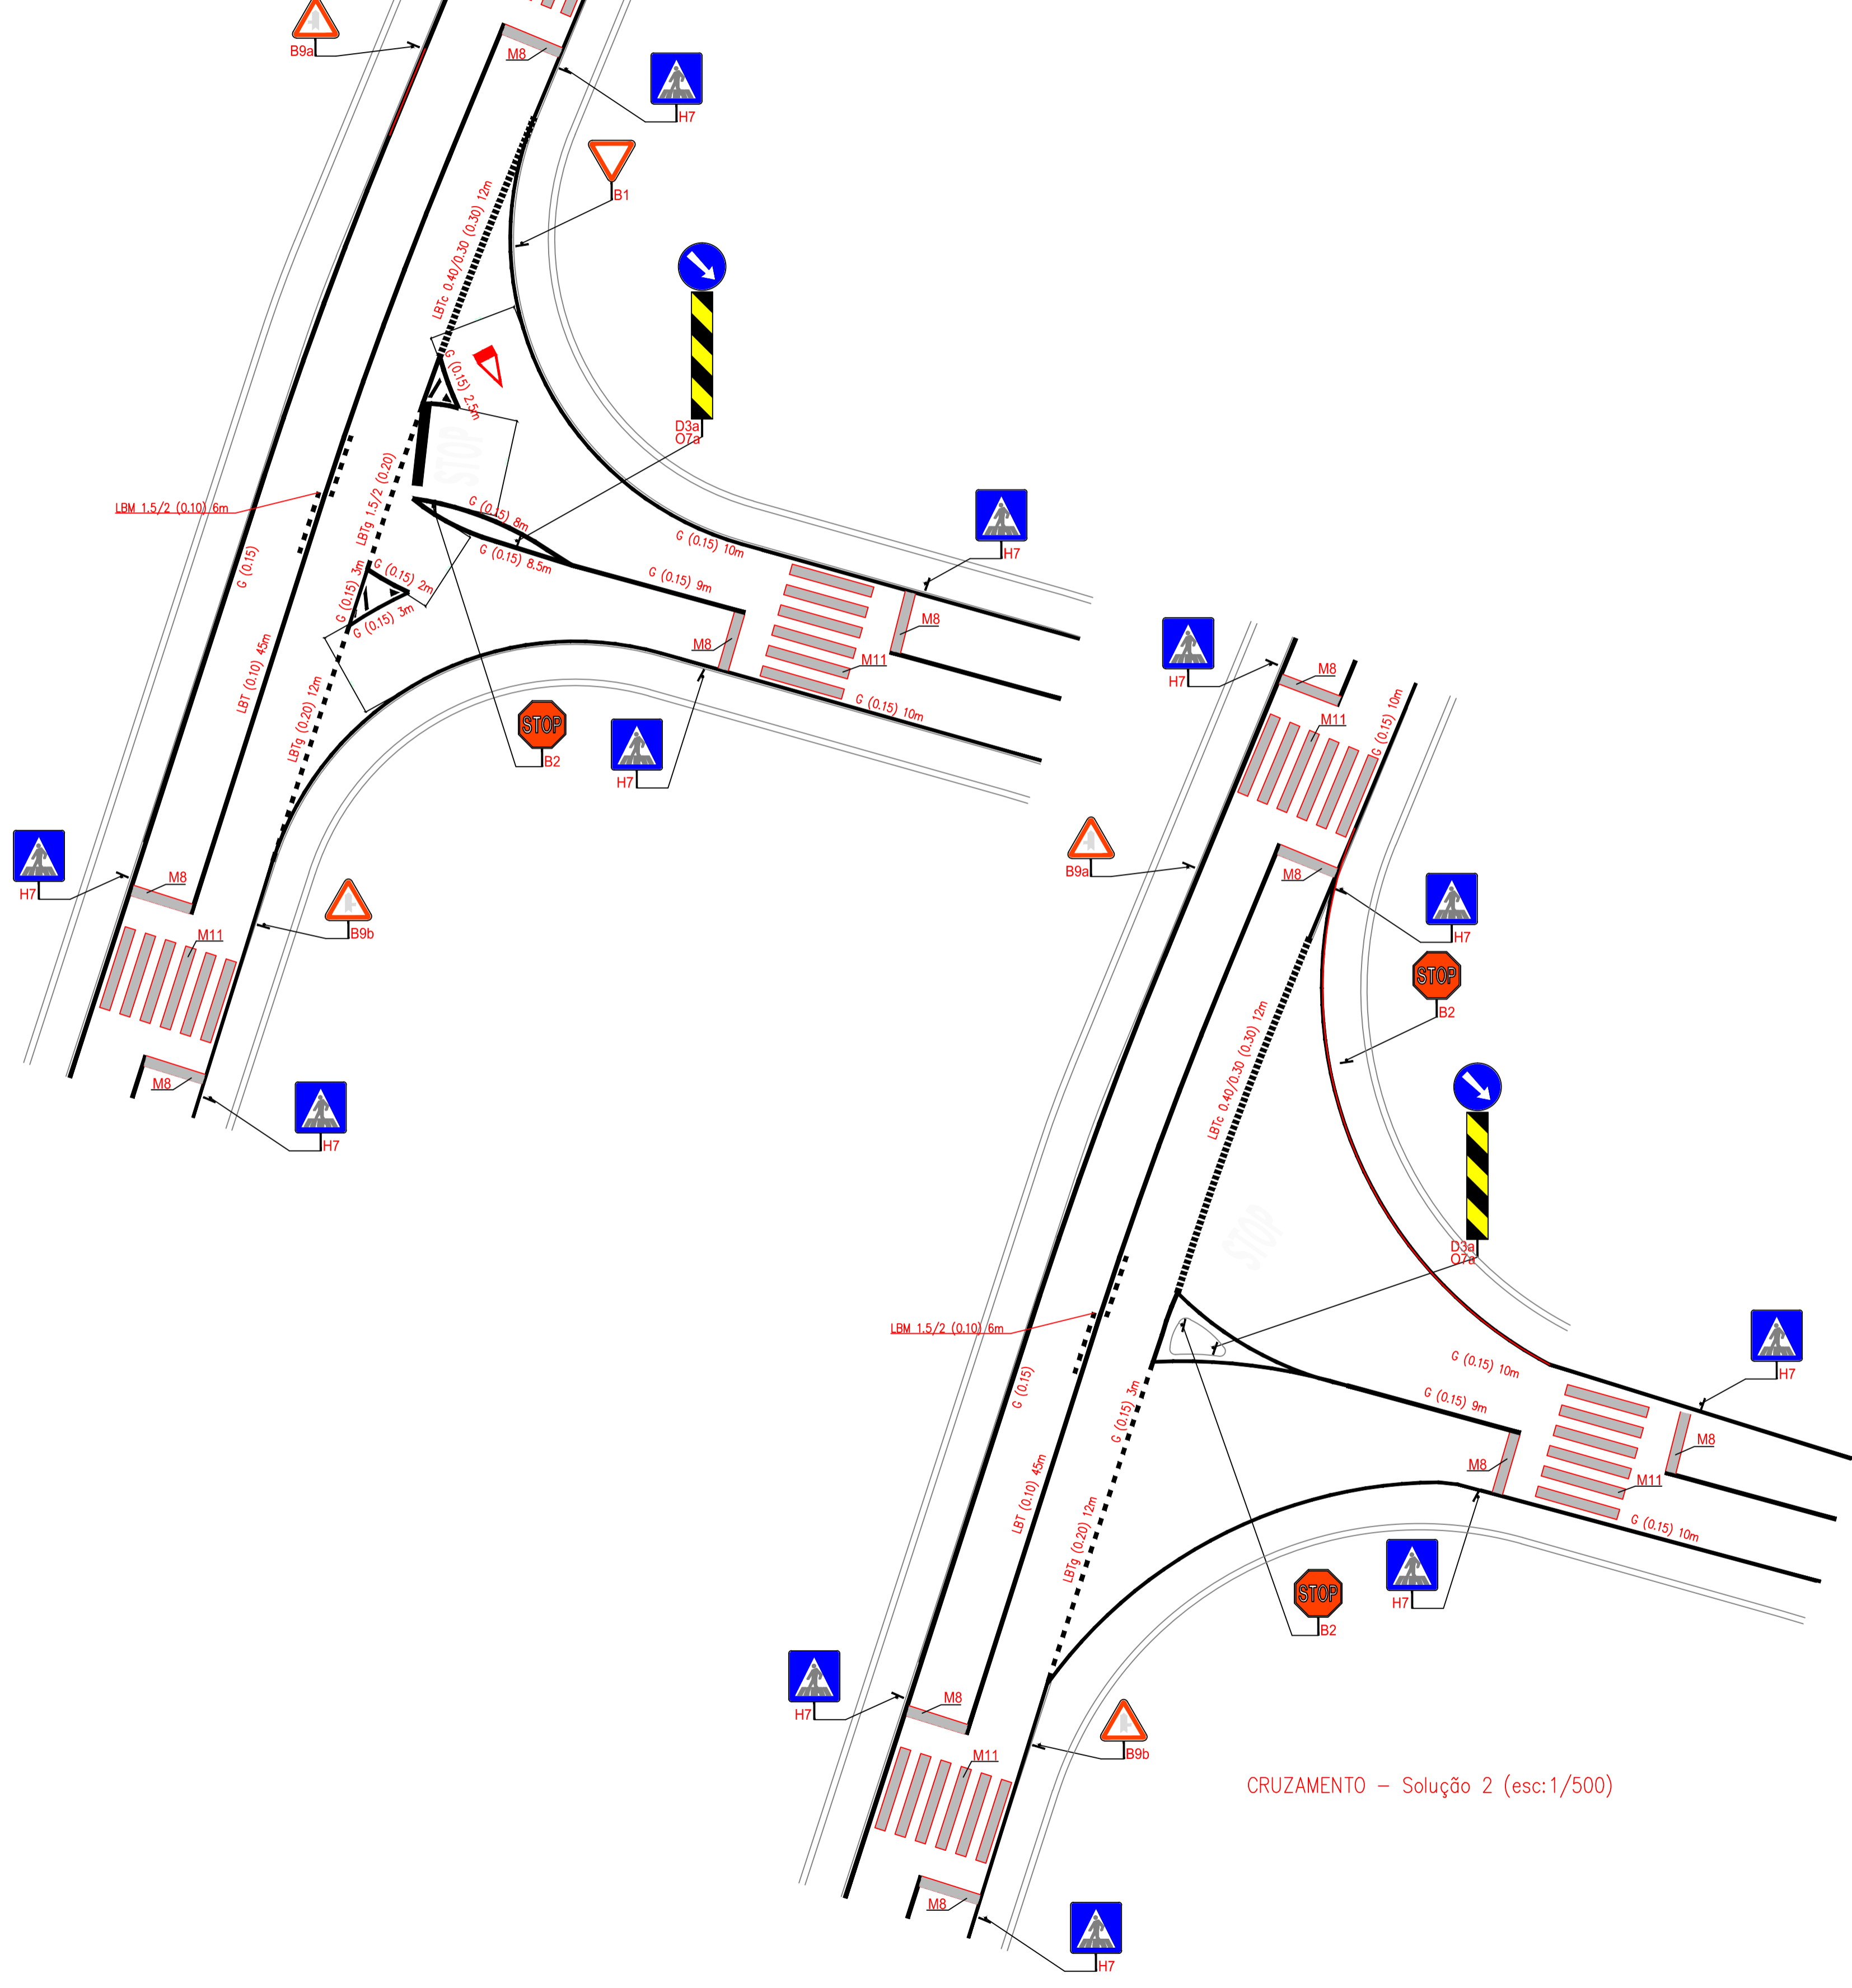 B9a
M8
H7
B1
LBTc 0.40/0.30 (0.30) 12m
G (0.15) 2.5m
D3a
O7a
STOP
LBM 1.5/2 (0.10) 6m
LBTg 1.5/2 (0.20)
G (0.15) 8m
G (0.15) 8.5m
G (0.15) 10m
H7
G (0.15)
G (0.15) 3m
G (0.15) 2m
G (0.15) 3m
G (0.15) 9m
M8
M8
M11
G (0.15) 10m
LBT (0.10) 45m
LBTg (0.20) 12m
STOP
B2
H7
H7
M8
M11
B9b
M8
H7
H7
M8
M11
G (0.15) 10m
B9a
M8
H7
STOP
B2
LBTc 0.40/0.30 (0.30) 12m
STOP
D3a
O7a
LBM 1.5/2 (0.10) 6m
G (0.15)
G (0.15) 3m
G (0.15) 10m
G (0.15) 9m
H7
M8
M8
M11
G (0.15) 10m
LBT (0.10) 45m
LBTg (0.20) 12m
STOP
B2
H7
H7
M8
M11
B9b
M8
H7
CRUZAMENTO - Solução 2 (esc:1/500)